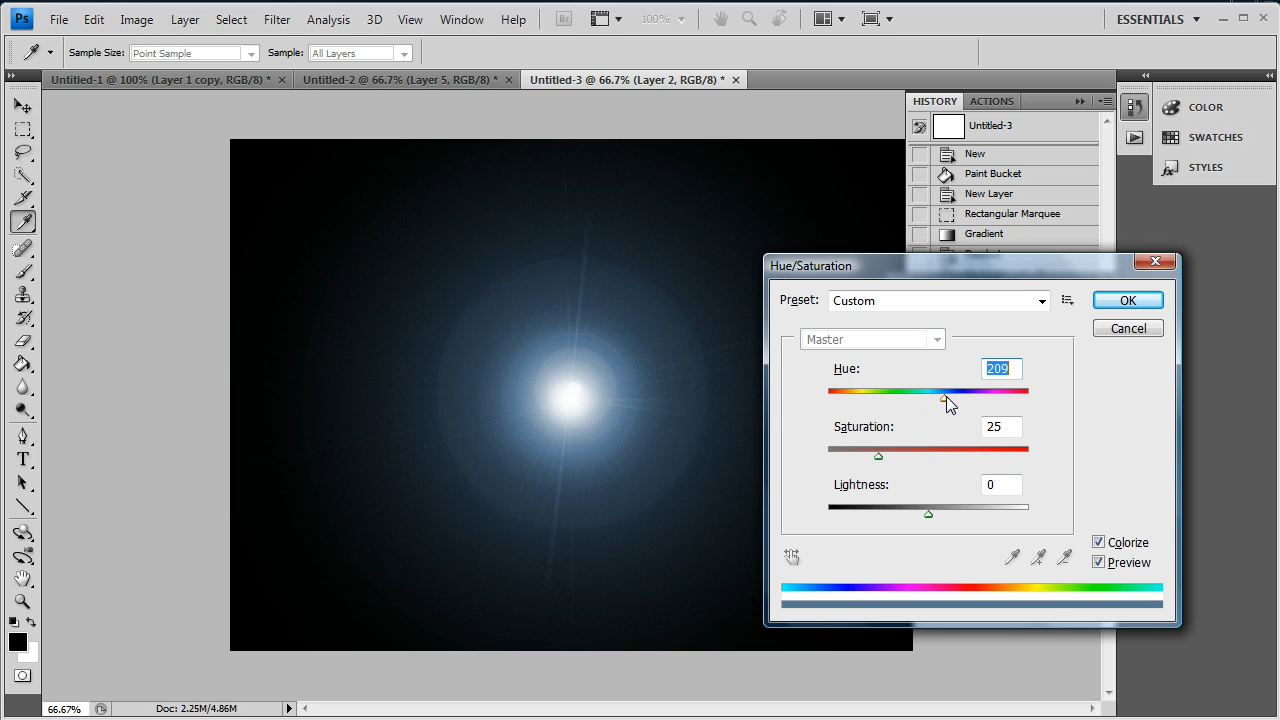 Ps File Edit Image Layer Select Filter Analysis 3D View Window Help Br 100% ESSENTIALS
Sample Size: Point Sample Sample: All Layers
Untitled-1 @ 100% (Layer 1 copy, RGB/8) * Untitled-2 @ 66.7% (Layer 5, RGB/8) * Untitled-3 @ 66.7% (Layer 2, RGB/8) *
HISTORY ACTIONS
Untitled-3
New
Paint Bucket
New Layer
Rectangular Marquee
Gradient
COLOR
SWATCHES
STYLES
Hue/Saturation
Preset: Custom
OK
Cancel
Master
Hue: 209
Saturation: 25
Lightness: 0
Colorize
Preview
66.67% Doc: 2.25M/4.86M